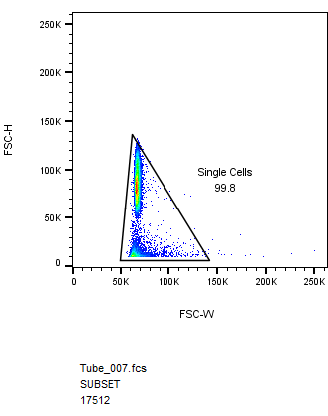 250K
200K
FSC-H
150K
Single Cells
99.8
100K
50K
0
0 50K 100K 150K 200K 250K
FSC-W
Tube_007.fcs
SUBSET
17512